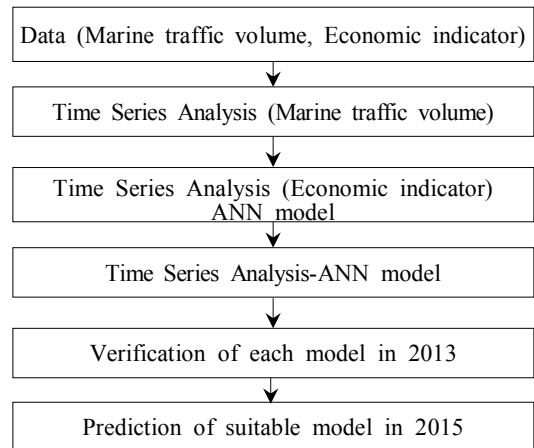 Data (Marine traffic volume, Economic indicator)
Time Series Analysis (Marine traffic volume)
Time Series Analysis (Economic indicator)
ANN model
Time Series Analysis-ANN model
Verification of each model in 2013
Prediction of suitable model in 2015